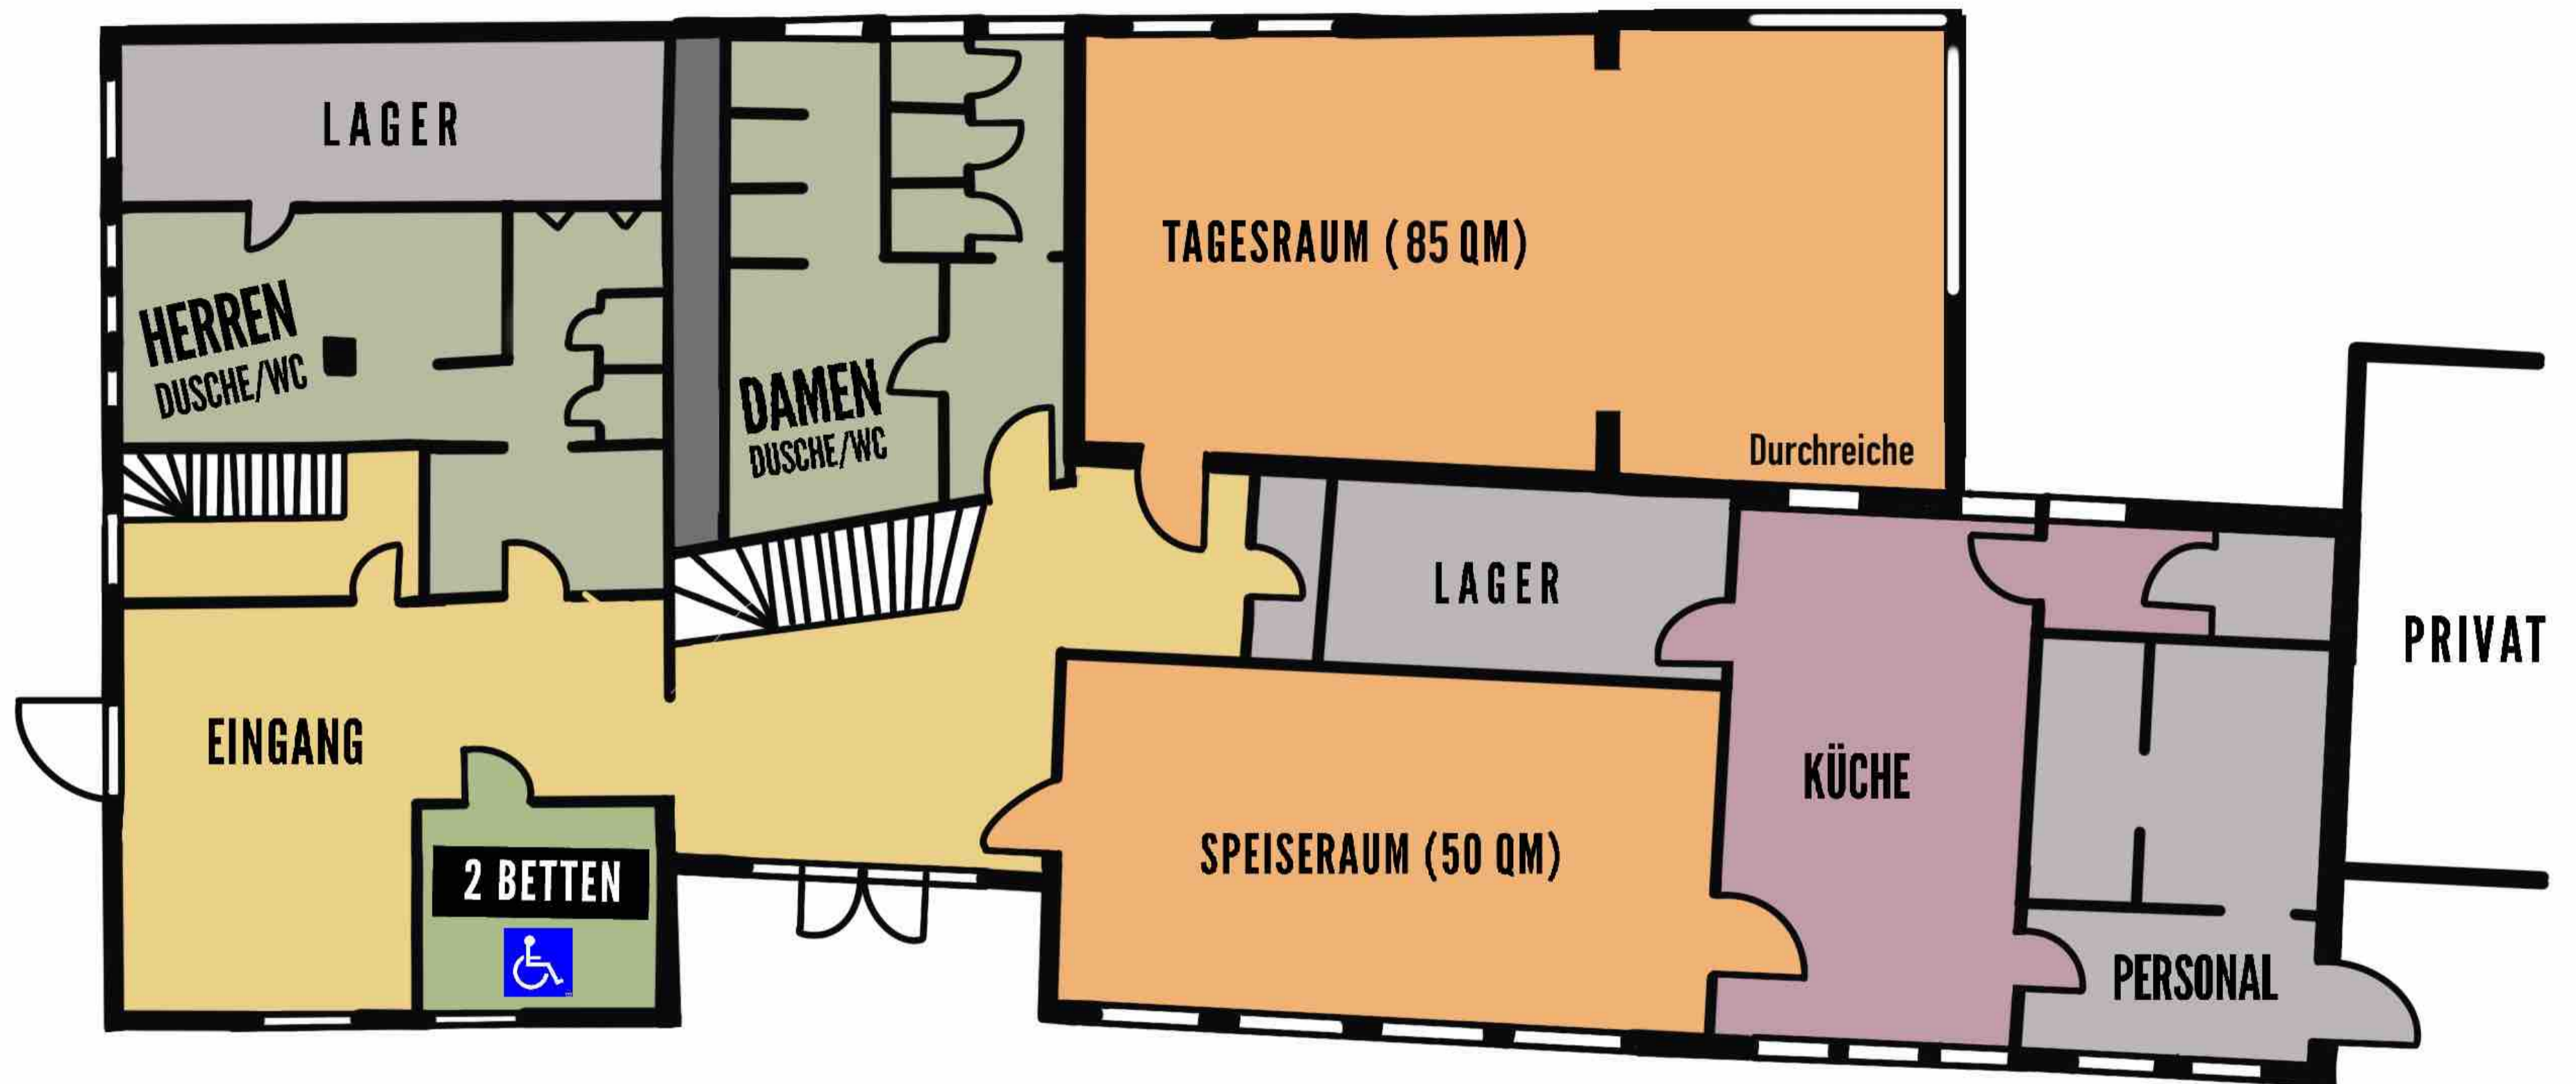 LAGER
HERREN
DUSCHE/WC
DAMEN
DUSCHE/WC
TAGESRAUM (85 QM)
Durchreiche
LAGER
PRIVAT
EINGANG
KÜCHE
2 BETTEN
SPEISERAUM (50 QM)
PERSONAL